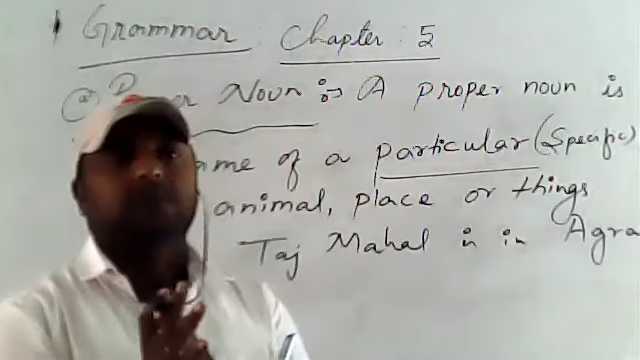 Grammar Chapter : 5
(a) Noun :- A proper noun is
ame of a particular (Specific)
animal, place or things
Taj Mahal is in Agra